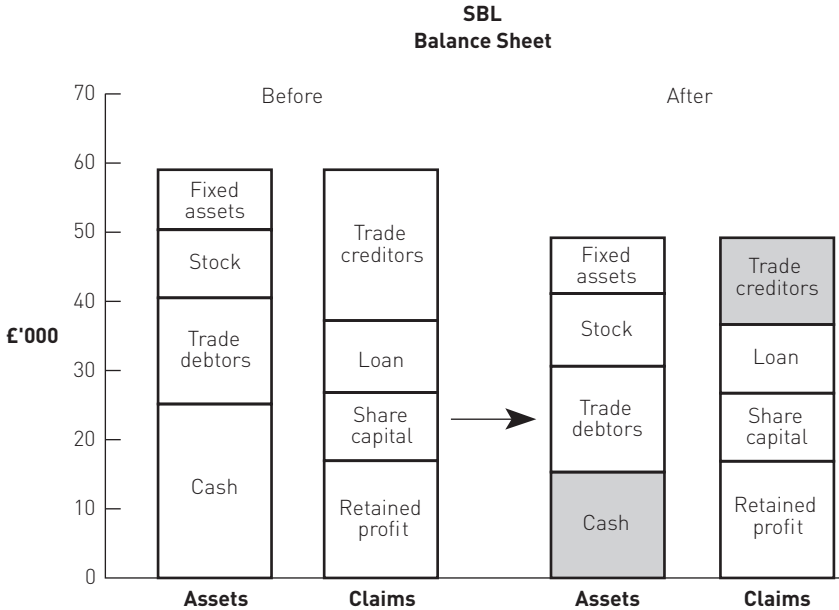 SBL
Balance Sheet
Before
After
£'000
70
60
50
40
30
20
10
0
Fixed
assets
Stock
Trade
debtors
Cash
Trade
creditors
Loan
Share
capital
Retained
profit
Fixed
assets
Stock
Trade
debtors
Cash
Trade
creditors
Loan
Share
capital
Retained
profit
Assets
Claims
Assets
Claims